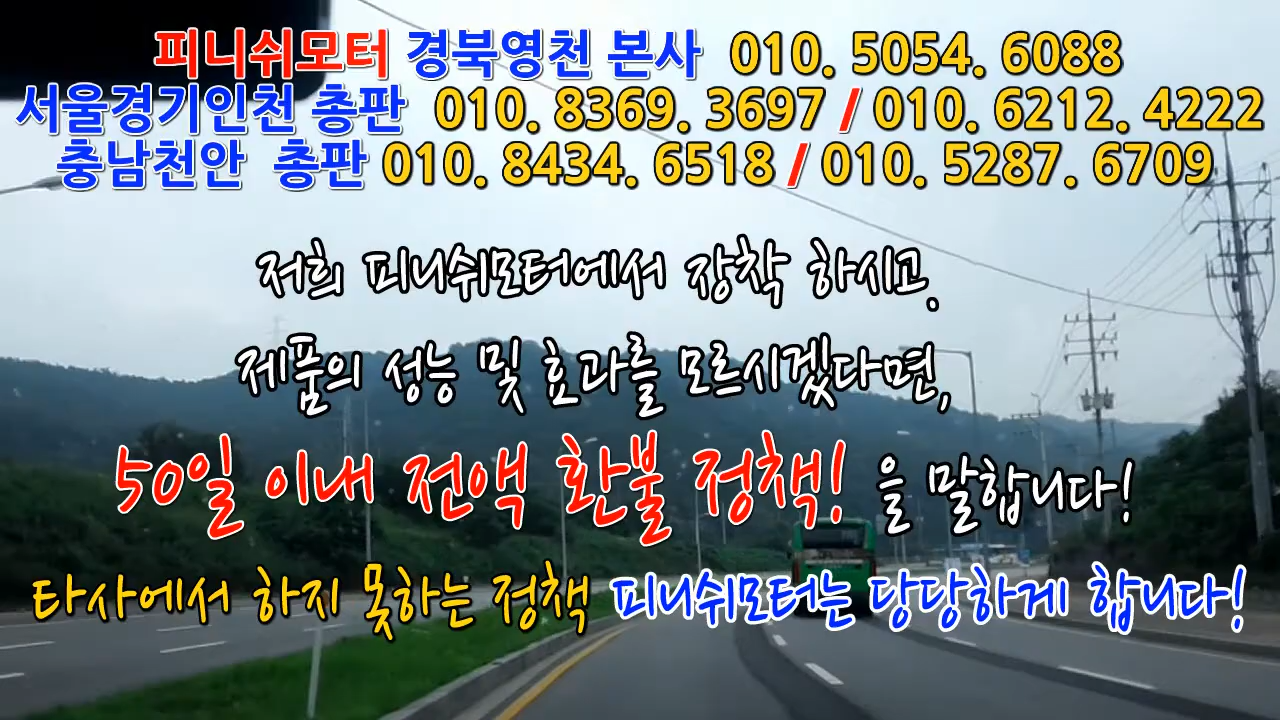 피니쉬모터 경북영천 본사 010. 5054. 6088
서울경기인천 총판 010. 8369. 3697 / 010. 6212. 4222
충남천안 총판 010. 8434. 6518 / 010. 5287. 6709
저희 피니쉬모터에서 장착 하시고.
제품의 성능 및 효과를 모르시겠다면,
50일 이내 전액 환불 정책! 을 말합니다!
타사에서 하지 못하는 정책 피니쉬모터는 당당하게 합니다!